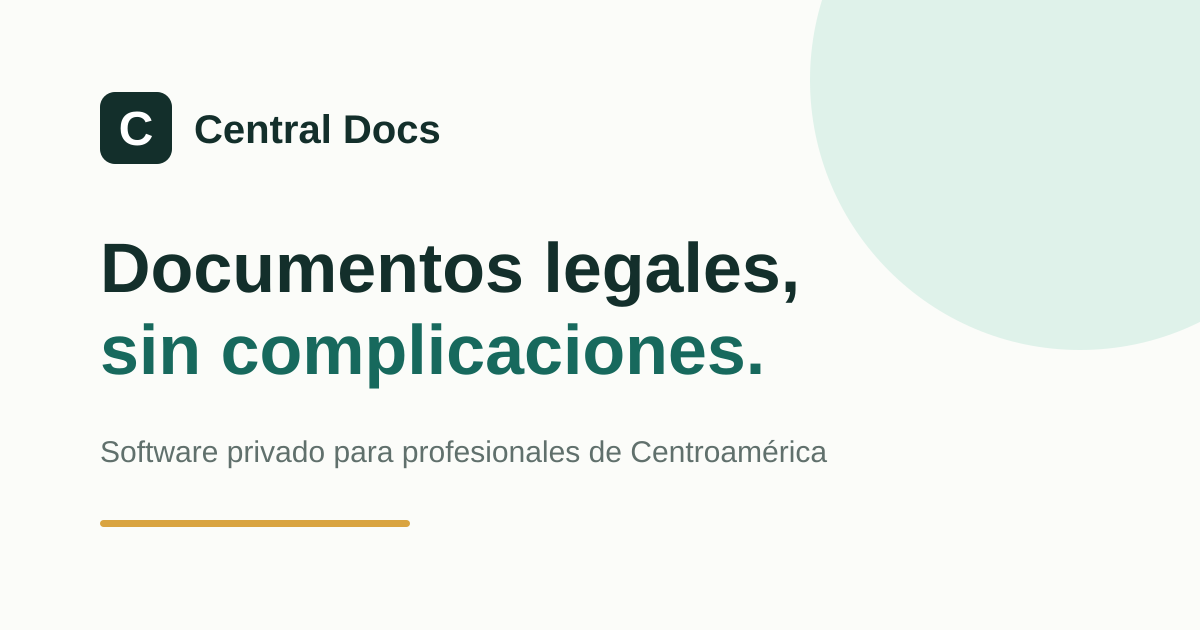 C
Central Docs
Documentos legales,
sin complicaciones.
Software privado para profesionales de Centroamérica